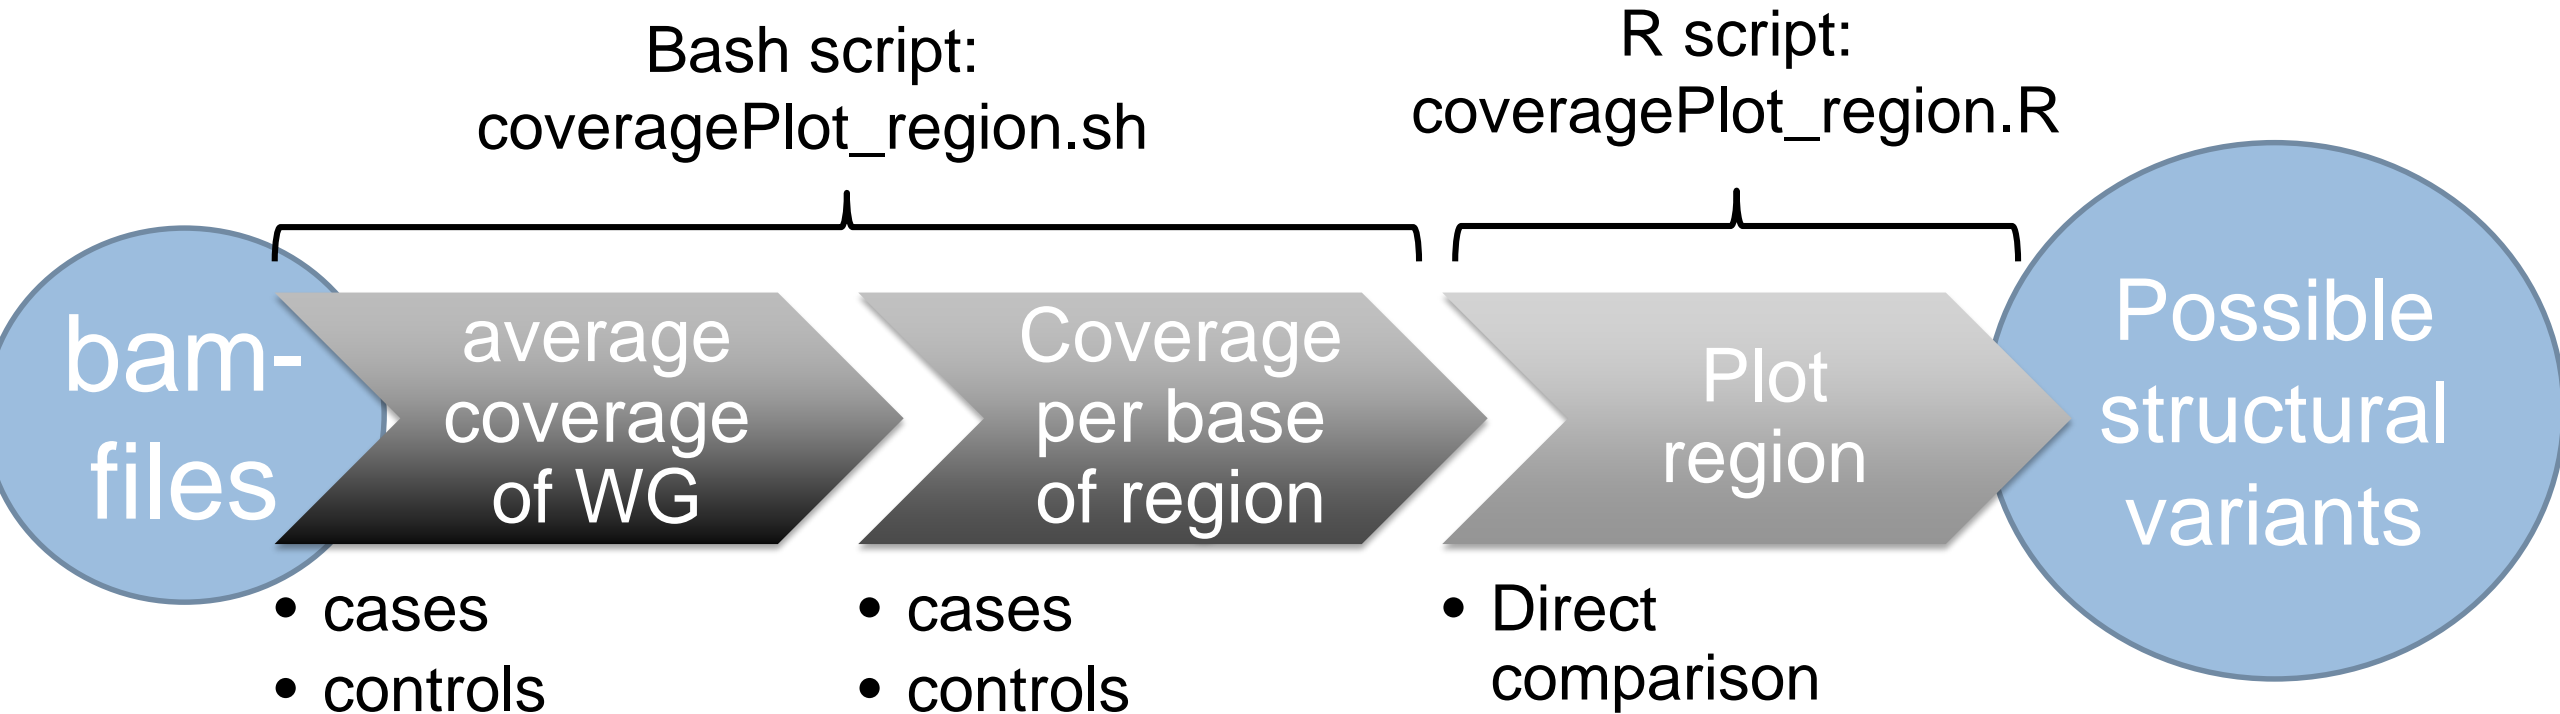 Bash script:
coveragePlot_region.sh
R script:
coveragePlot_region.R
bam-
files
average
coverage
of WG
Coverage
per base
of region
Plot
region
Possible
structural
variants
• cases
• controls
• cases
• controls
• Direct
comparison